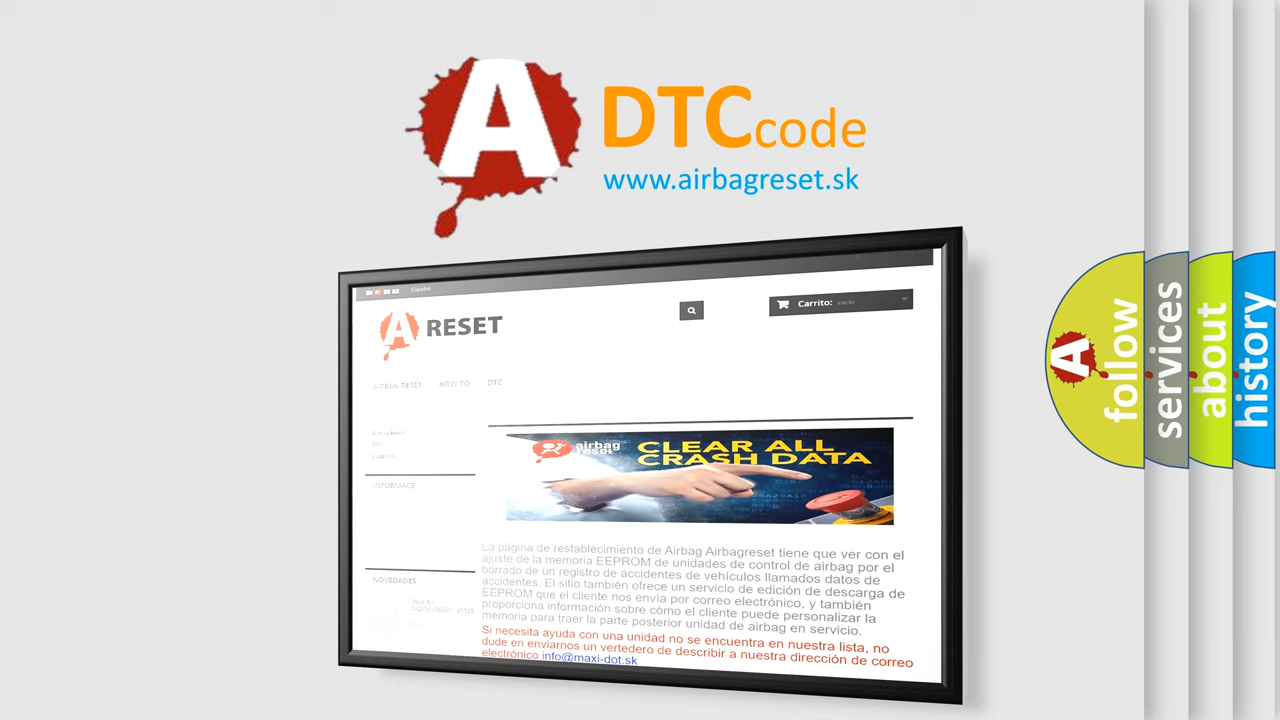 A DTCcode
www.airbagreset.sk
Español
A RESET
Carrito: vacío
AIRBAG RESET HOW TO DTC
INFORMACE
airbag
reset
CLEAR ALL
CRASH DATA
La página de restablecimiento de Airbag Airbagreset tiene que ver con el
ajuste de la memoria EEPROM de unidades de control de airbag por el
borrado de un registro de accidentes de vehículos llamados datos de
accidentes. El sitio también ofrece un servicio de edición de descarga de
EEPROM que el cliente nos envía por correo electrónico, y también
proporciona información sobre cómo el cliente puede personalizar la
memoria para traer la parte posterior unidad de airbag en servicio.
Si necesita ayuda con una unidad no se encuentra en nuestra lista, no
dude en enviarnos un vertedero de describir a nuestra dirección de correo
electrónico info@maxi-dot.sk
NOVEDADES
A follow
services
about
history